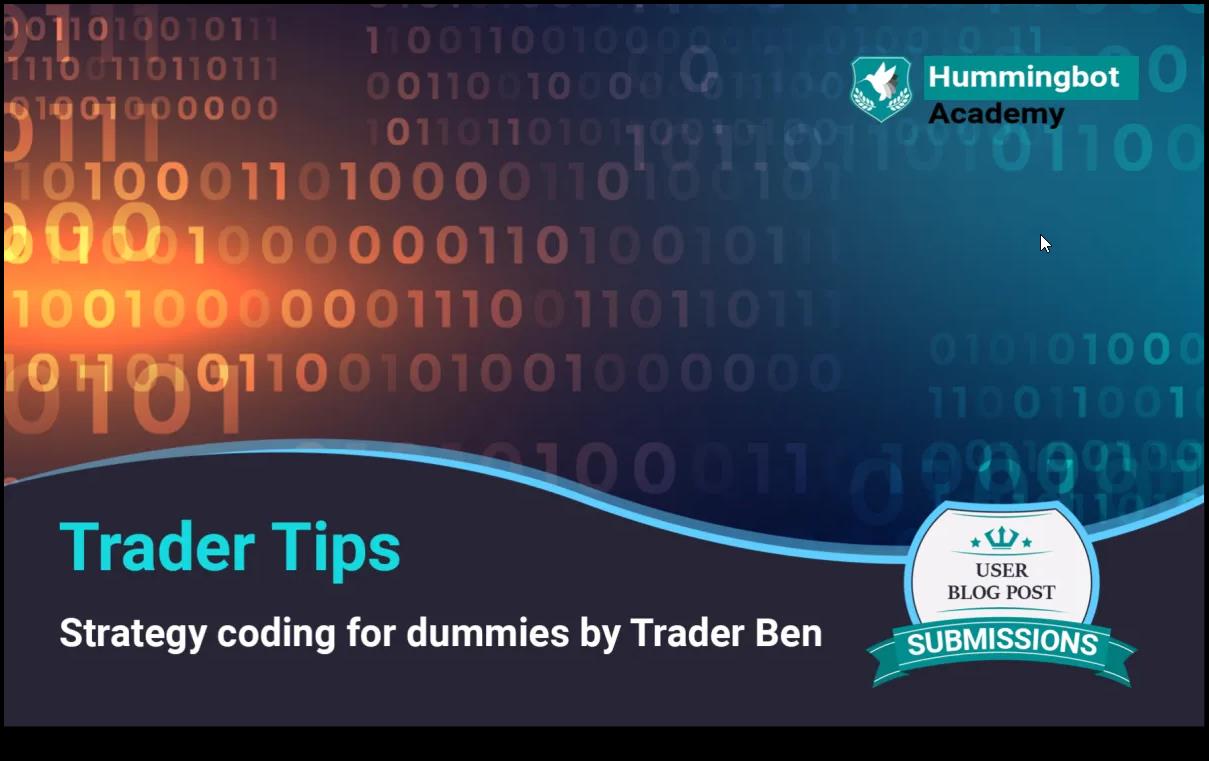 Hummingbot
Academy
Trader Tips
Strategy coding for dummies by Trader Ben
USER
BLOG POST
SUBMISSIONS